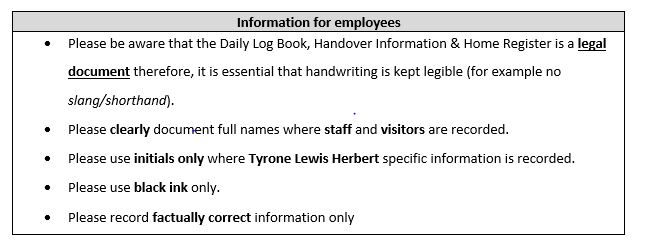 Information for employees
• Please be aware that the Daily Log Book, Handover Information & Home Register is a legal
document therefore, it is essential that handwriting is kept legible (for example no
slang/shorthand).
• Please clearly document full names where staff and visitors are recorded.
• Please use initials only where Tyrone Lewis Herbert specific information is recorded.
• Please use black ink only.
• Please record factually correct information only